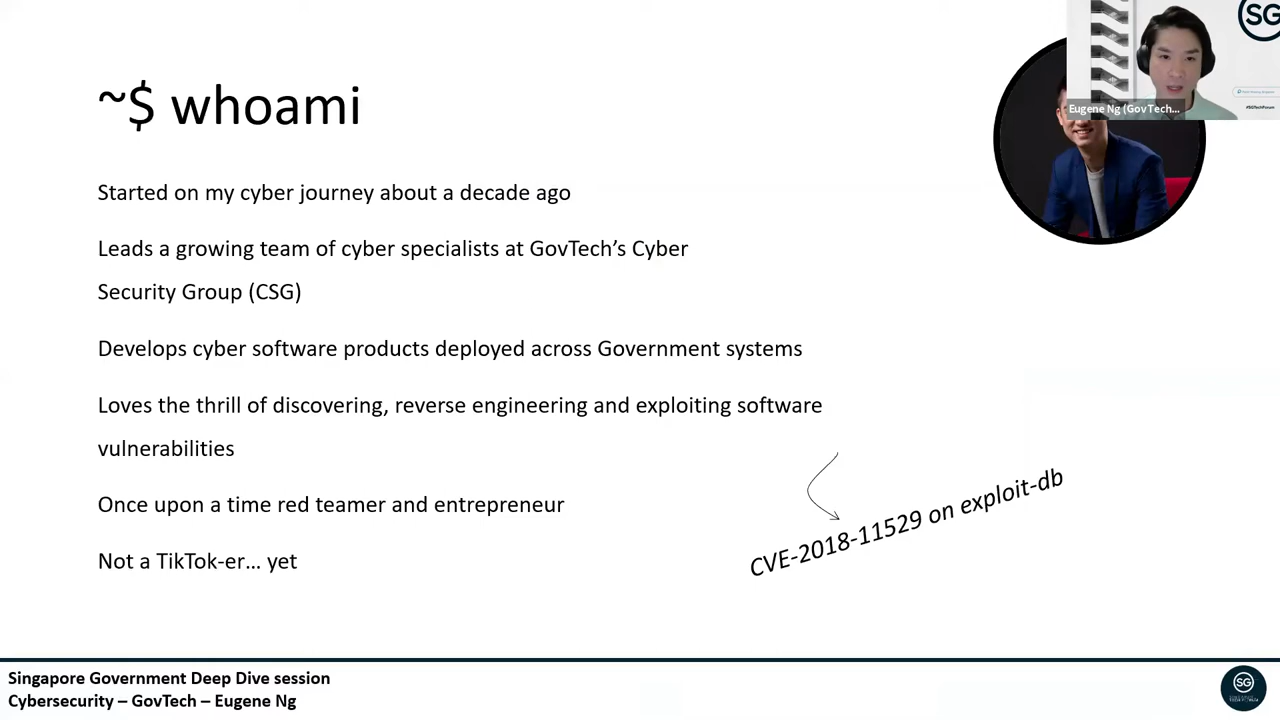 ~$ whoami
SG
Eugene Ng (GovTech...
#SGTechForum
Started on my cyber journey about a decade ago
Leads a growing team of cyber specialists at GovTech’s Cyber
Security Group (CSG)
Develops cyber software products deployed across Government systems
Loves the thrill of discovering, reverse engineering and exploiting software
vulnerabilities
CVE-2018-11529 on exploit-db
Once upon a time red teamer and entrepreneur
Not a TikTok-er… yet
Singapore Government Deep Dive session
Cybersecurity – GovTech – Eugene Ng
SG